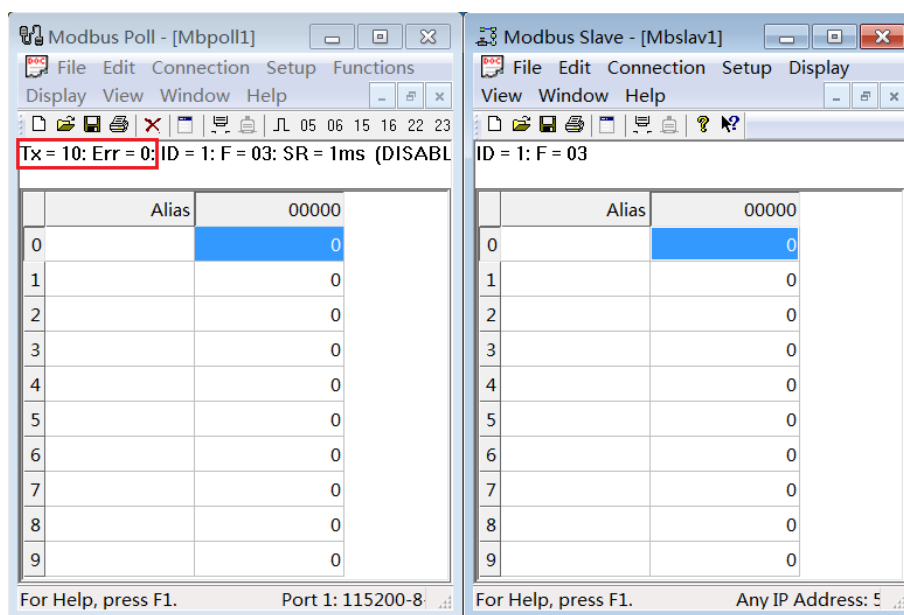 Modbus Poll - [Mbpoll1]
File Edit Connection Setup Functions
Display View Window Help
05 06 15 16 22 23
Tx = 10: Err = 0: ID = 1: F = 03: SR = 1ms (DISABL
Alias 00000
0 0
1 0
2 0
3 0
4 0
5 0
6 0
7 0
8 0
9 0
For Help, press F1. Port 1: 115200-8-
Modbus Slave - [Mbslav1]
File Edit Connection Setup Display
View Window Help
ID = 1: F = 03
Alias 00000
0 0
1 0
2 0
3 0
4 0
5 0
6 0
7 0
8 0
9 0
For Help, press F1. Any IP Address: 5